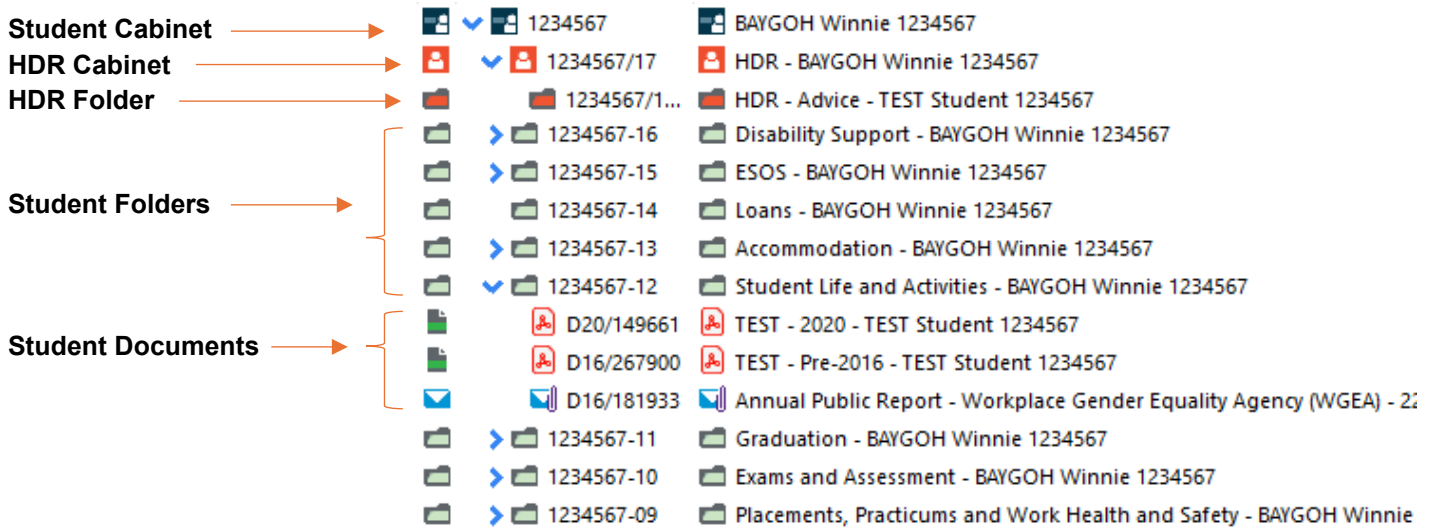 Student Cabinet 1234567 BAYGOH Winnie 1234567
HDR Cabinet 1234567/17 HDR - BAYGOH Winnie 1234567
HDR Folder 1234567/1... HDR - Advice - TEST Student 1234567
1234567-16 Disability Support - BAYGOH Winnie 1234567
1234567-15 ESOS - BAYGOH Winnie 1234567
Student Folders 1234567-14 Loans - BAYGOH Winnie 1234567
1234567-13 Accommodation - BAYGOH Winnie 1234567
1234567-12 Student Life and Activities - BAYGOH Winnie 1234567
D20/149661 TEST - 2020 - TEST Student 1234567
Student Documents D16/267900 TEST - Pre-2016 - TEST Student 1234567
D16/181933 Annual Public Report - Workplace Gender Equality Agency (WGEA) - 22
1234567-11 Graduation - BAYGOH Winnie 1234567
1234567-10 Exams and Assessment - BAYGOH Winnie 1234567
1234567-09 Placements, Practicums and Work Health and Safety - BAYGOH Winnie